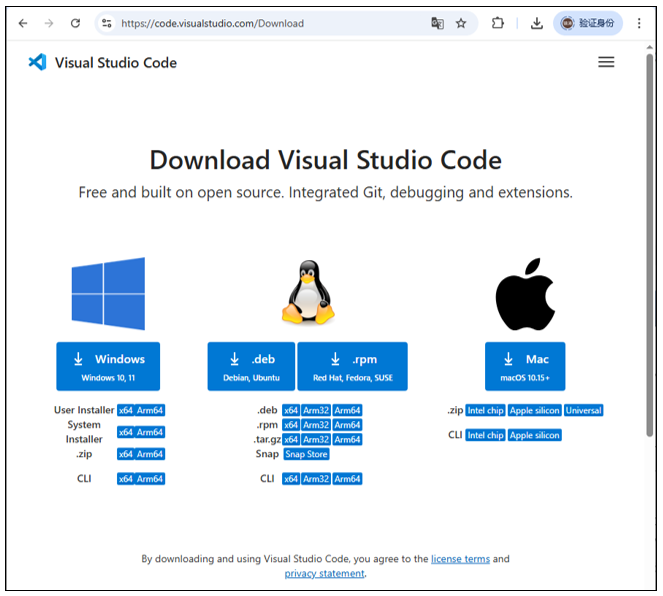 https://code.visualstudio.com/Download
验证身份
Visual Studio Code
Download Visual Studio Code
Free and built on open source. Integrated Git, debugging and extensions.
Windows
Windows 10, 11
User Installer x64 Arm64
System Installer x64 Arm64
.zip x64 Arm64
CLI x64 Arm64
.deb
Debian, Ubuntu
.rpm
Red Hat, Fedora, SUSE
.deb x64 Arm32 Arm64
.rpm x64 Arm32 Arm64
.tar.gz x64 Arm32 Arm64
Snap Snap Store
CLI x64 Arm32 Arm64
Mac
macOS 10.15+
.zip Intel chip Apple silicon Universal
CLI Intel chip Apple silicon
By downloading and using Visual Studio Code, you agree to the license terms and
privacy statement.